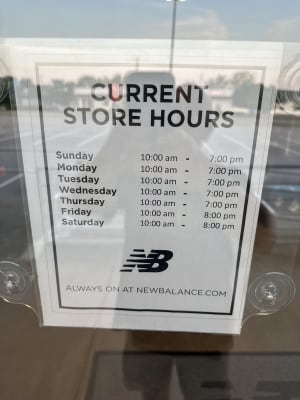 CURRENT
STORE HOURS
Sunday 10:00 am - 7:00 pm
Monday 10:00 am - 7:00 pm
Tuesday 10:00 am - 7:00 pm
Wednesday 10:00 am - 7:00 pm
Thursday 10:00 am - 7:00 pm
Friday 10:00 am - 8:00 pm
Saturday 10:00 am - 8:00 pm
NB
ALWAYS ON AT NEWBALANCE.COM